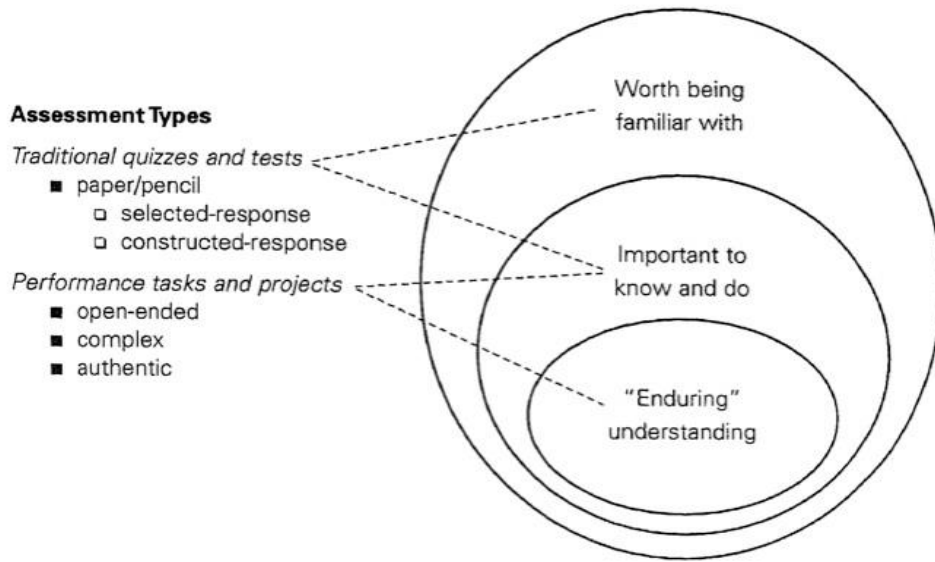 Assessment Types
Traditional quizzes and tests
■ paper/pencil
❑ selected-response
❑ constructed-response
Performance tasks and projects
■ open-ended
■ complex
■ authentic
Worth being
familiar with
Important to
know and do
“Enduring”
understanding